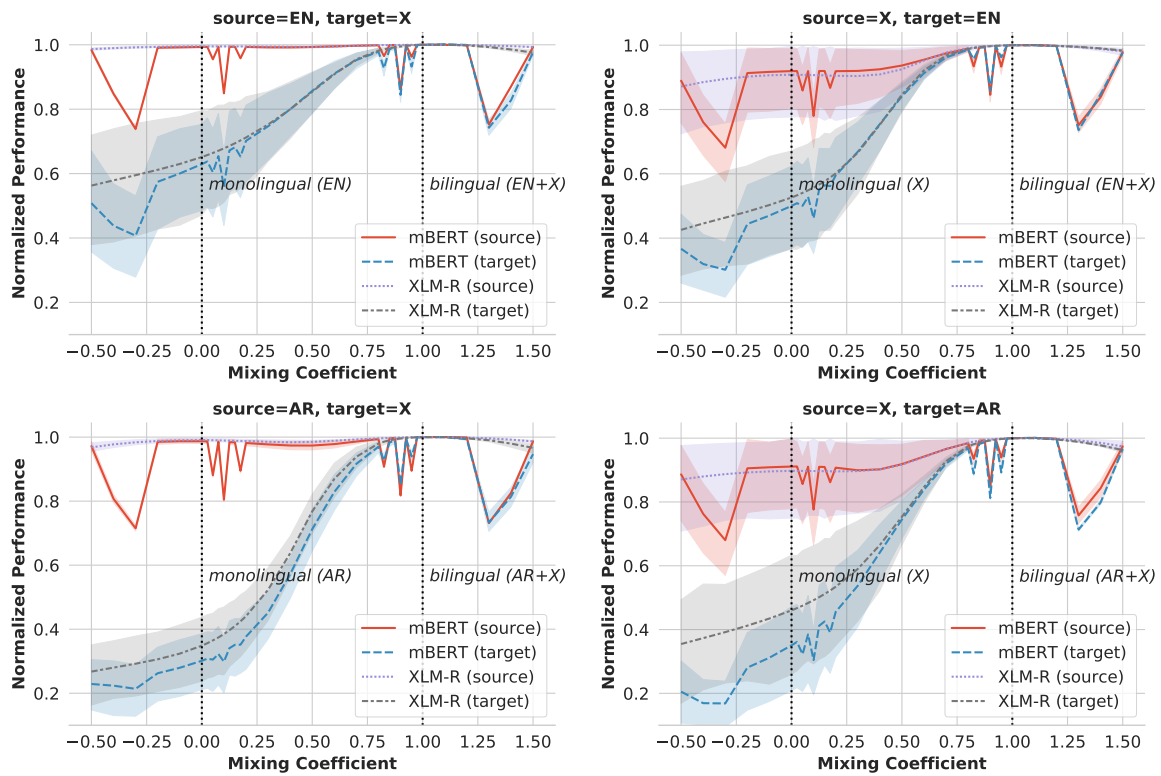 source=EN, target=X
Normalized Performance
1.0
0.8
0.6
0.4
0.2
monolingual (EN)
bilingual (EN+X)
mBERT (source)
mBERT (target)
XLM-R (source)
XLM-R (target)
−0.50 −0.25 0.00 0.25 0.50 0.75 1.00 1.25 1.50
Mixing Coefficient
source=X, target=EN
Normalized Performance
1.0
0.8
0.6
0.4
0.2
monolingual (X)
bilingual (EN+X)
mBERT (source)
mBERT (target)
XLM-R (source)
XLM-R (target)
−0.50 −0.25 0.00 0.25 0.50 0.75 1.00 1.25 1.50
Mixing Coefficient
source=AR, target=X
Normalized Performance
1.0
0.8
0.6
0.4
0.2
monolingual (AR)
bilingual (AR+X)
mBERT (source)
mBERT (target)
XLM-R (source)
XLM-R (target)
−0.50 −0.25 0.00 0.25 0.50 0.75 1.00 1.25 1.50
Mixing Coefficient
source=X, target=AR
Normalized Performance
1.0
0.8
0.6
0.4
0.2
monolingual (X)
bilingual (AR+X)
mBERT (source)
mBERT (target)
XLM-R (source)
XLM-R (target)
−0.50 −0.25 0.00 0.25 0.50 0.75 1.00 1.25 1.50
Mixing Coefficient